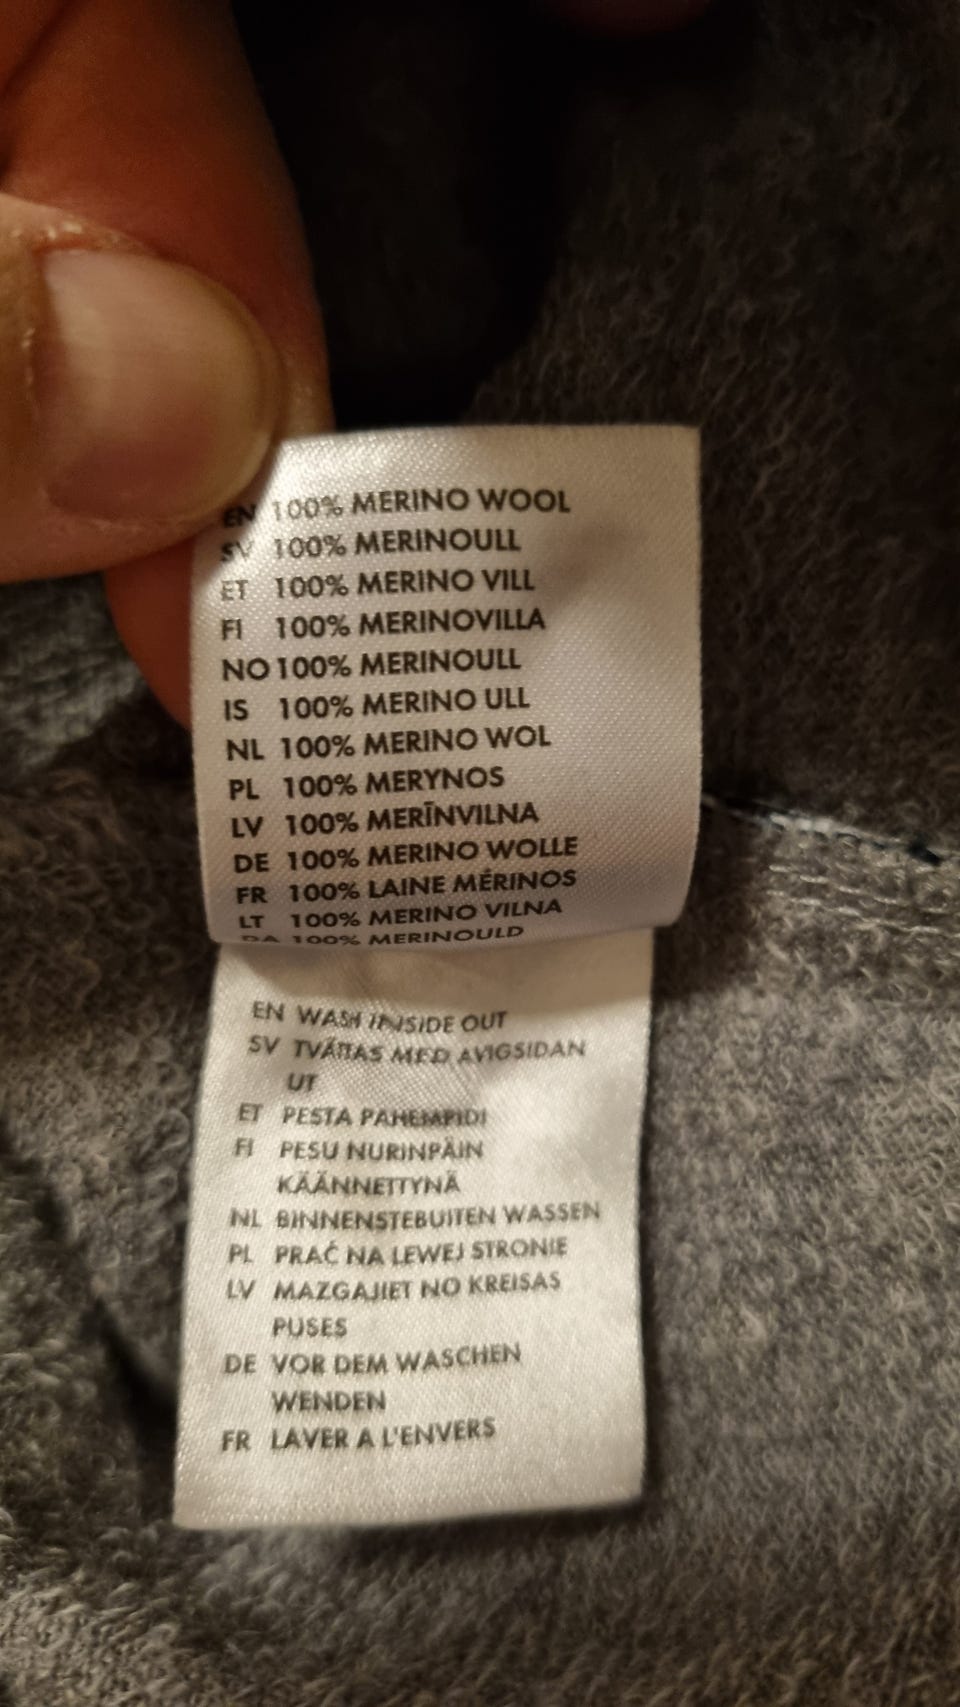 EN 100% MERINO WOOL
SV 100% MERINOULL
ET 100% MERINO VILL
FI 100% MERINOVILLA
NO 100% MERINOULL
IS 100% MERINO ULL
NL 100% MERINO WOL
PL 100% MERYNOS
LV 100% MERĪNVILNA
DE 100% MERINO WOLLE
FR 100% LAINE MÉRINOS
LT 100% MERINO VILNA
DA 100% MERINOULD
EN WASH INSIDE OUT
SV TVÄTTAS MED AVIGSIDAN
UT
ET PESTA PAHEMPIDI
FI PESU NURINPÄIN
KÄÄNNETTYNÄ
NL BINNENSTEBUITEN WASSEN
PL PRAĆ NA LEWEJ STRONIE
LV MAZGAJIET NO KREISAS
PUSES
DE VOR DEM WASCHEN
WENDEN
FR LAVER A L'ENVERS